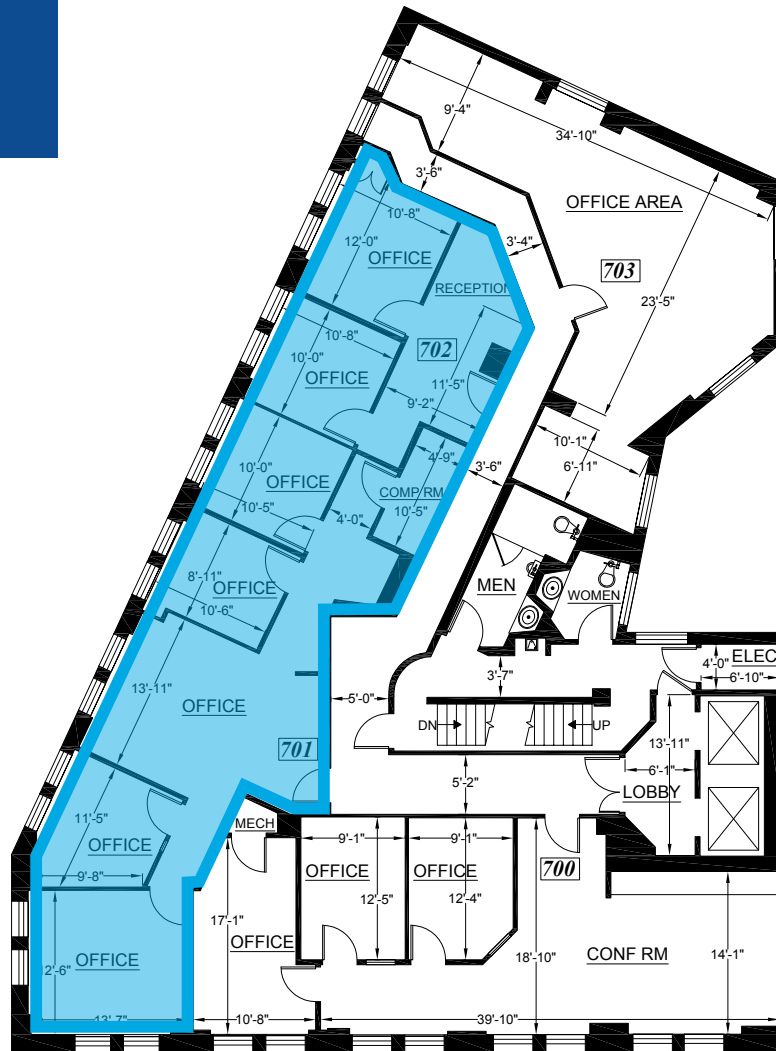 9'-4"
34'-10"
3'-6"
10'-8"
12'-0"
OFFICE
OFFICE AREA
3'-4"
703
RECEPTION
23'-5"
10'-8"
702
10'-0"
OFFICE
11'-5"
9'-2"
10'-1"
6'-11"
4'-9"
3'-6"
10'-0"
OFFICE
COMP RM
10'-5"
10'-5"
4'-0"
8'-11"
OFFICE
10'-6"
MEN
WOMEN
3'-7"
4'-0"
ELEC
6'-10"
13'-11"
OFFICE
5'-0"
DN
UP
13'-11"
701
5'-2"
6'-1"
LOBBY
11'-5"
MECH
OFFICE
9'-1"
9'-1"
9'-8"
OFFICE
OFFICE
700
12'-5"
12'-4"
17'-1"
OFFICE
2'-6"
OFFICE
18'-10"
CONF RM
14'-1"
13'-7"
10'-8"
39'-10"